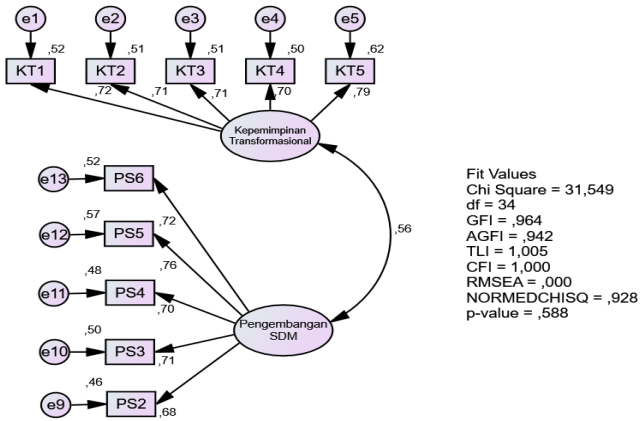 e1 e2 e3 e4 e5
,52 ,51 ,51 ,50 ,62
KT1 KT2 KT3 KT4 KT5
,72 ,71 ,71 ,70 ,79
Kepemimpinan
Transformasional
,56
e13 ,52 PS6 ,72
e12 ,57 PS5 ,76
e11 ,48 PS4 ,70
e10 ,50 PS3 ,71
e9 ,46 PS2 ,68
Pengembangan
SDM
Fit Values
Chi Square = 31,549
df = 34
GFI = ,964
AGFI = ,942
TLI = 1,005
CFI = 1,000
RMSEA = ,000
NORMEDCHISQ = ,928
p-value = ,588